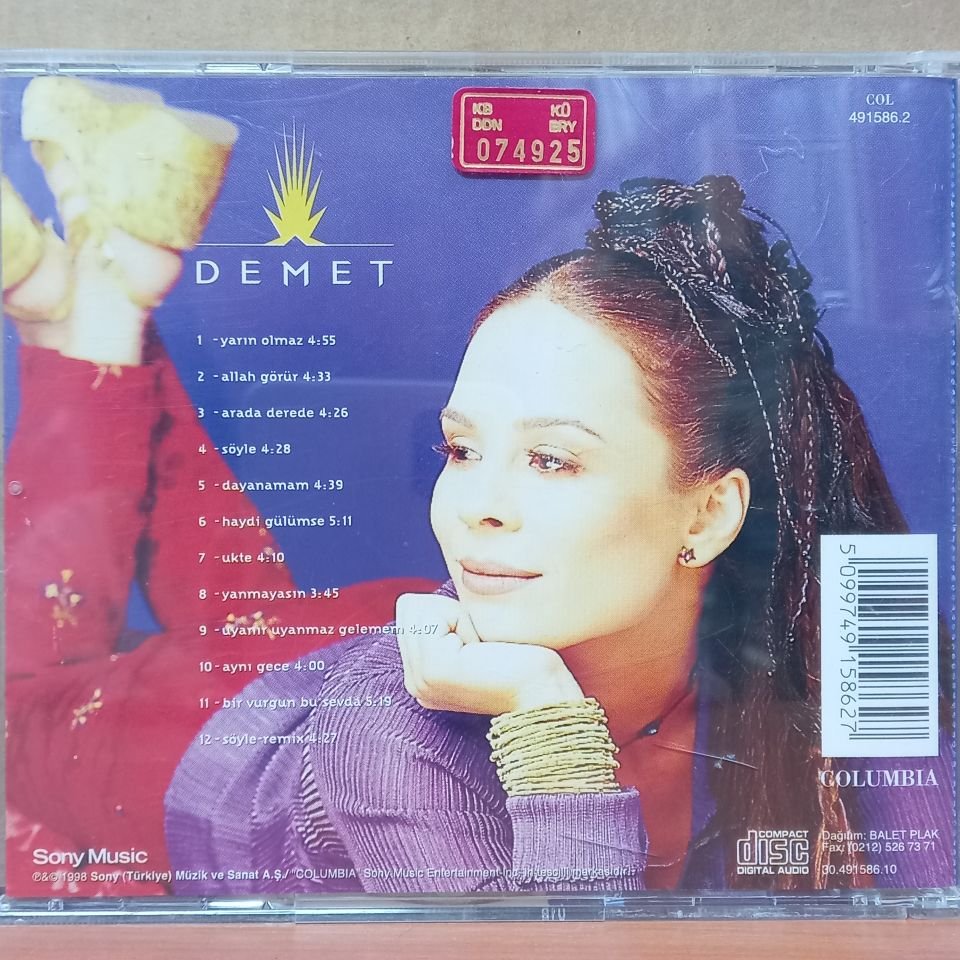 COL
491586.2
KB KÜ
DDN BRY
074925
DEMET
1 - yarın olmaz 4:55
2 - allah görür 4:33
3 - arada derede 4:26
4 - söyle 4:28
5 - dayanamam 4:39
6 - haydi gülümse 5:11
7 - ukte 4:10
8 - yanmayasın 3:45
9 - uyanır uyanmaz gelemem 4:07
10 - aynı gece 4:00
11 - bir vurgun bu sevda 5:19
12 - söyle-remix 4:27
5 099749 158627
COLUMBIA
COMPACT
disc
DIGITAL AUDIO
Dağıtım: BALET PLAK
Fax: (0212) 526 73 71
30.491586.10
Sony Music
℗&© 1998 Sony (Türkiye) Müzik ve Sanat A.Ş./ "COLUMBIA" Sony Music Entertainment Inc.'in tescilli markasıdır.